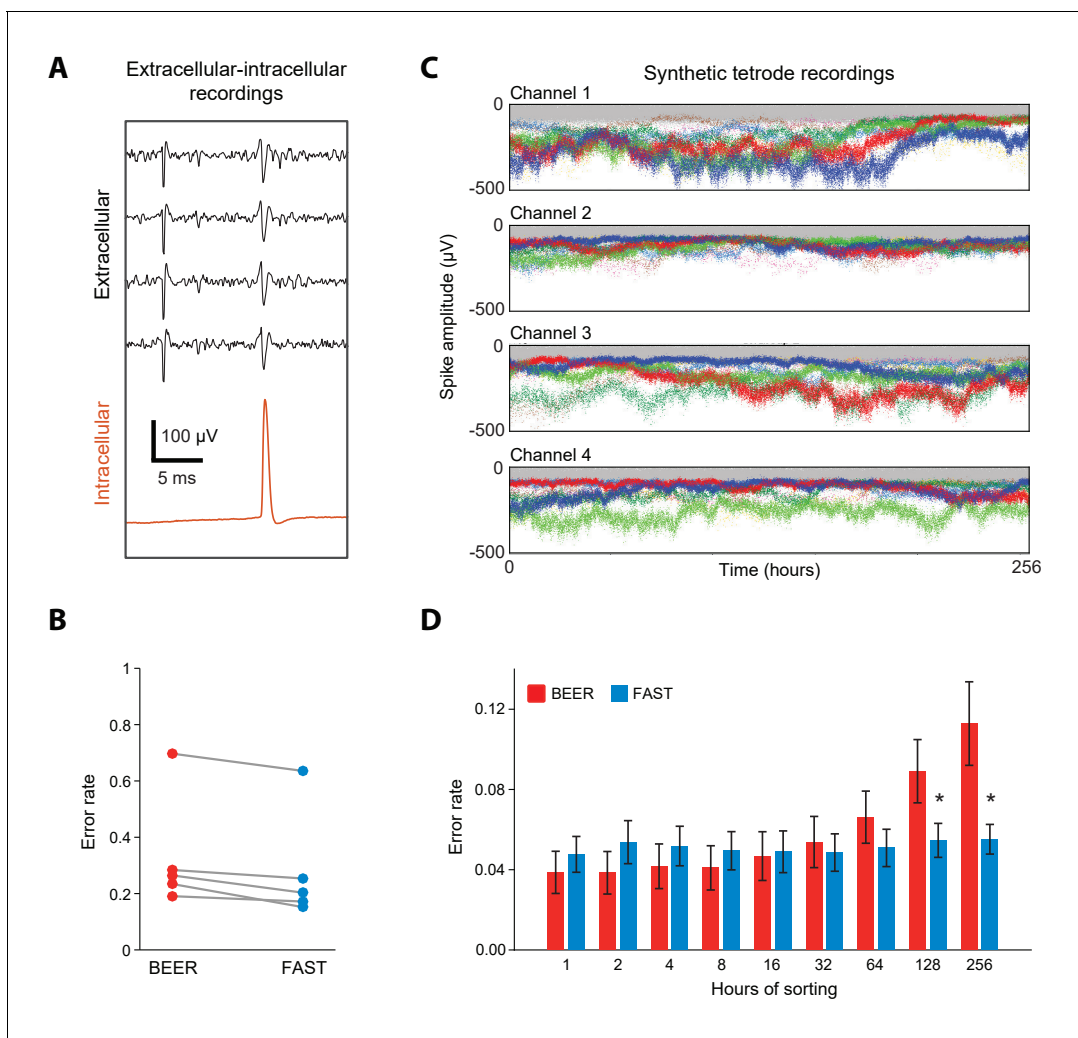 A
Extracellular-intracellular
recordings
Extracellular
Intracellular
100 µV
5 ms
C
Synthetic tetrode recordings
Spike amplitude (µV)
Channel 1
0
-500
Channel 2
0
-500
Channel 3
0
-500
Channel 4
0
-500
0
Time (hours)
256
B
Error rate
1
0.8
0.6
0.4
0.2
0
BEER
FAST
D
BEER
FAST
Error rate
0.12
0.08
0.04
0.00
* *
1 2 4 8 16 32 64 128 256
Hours of sorting